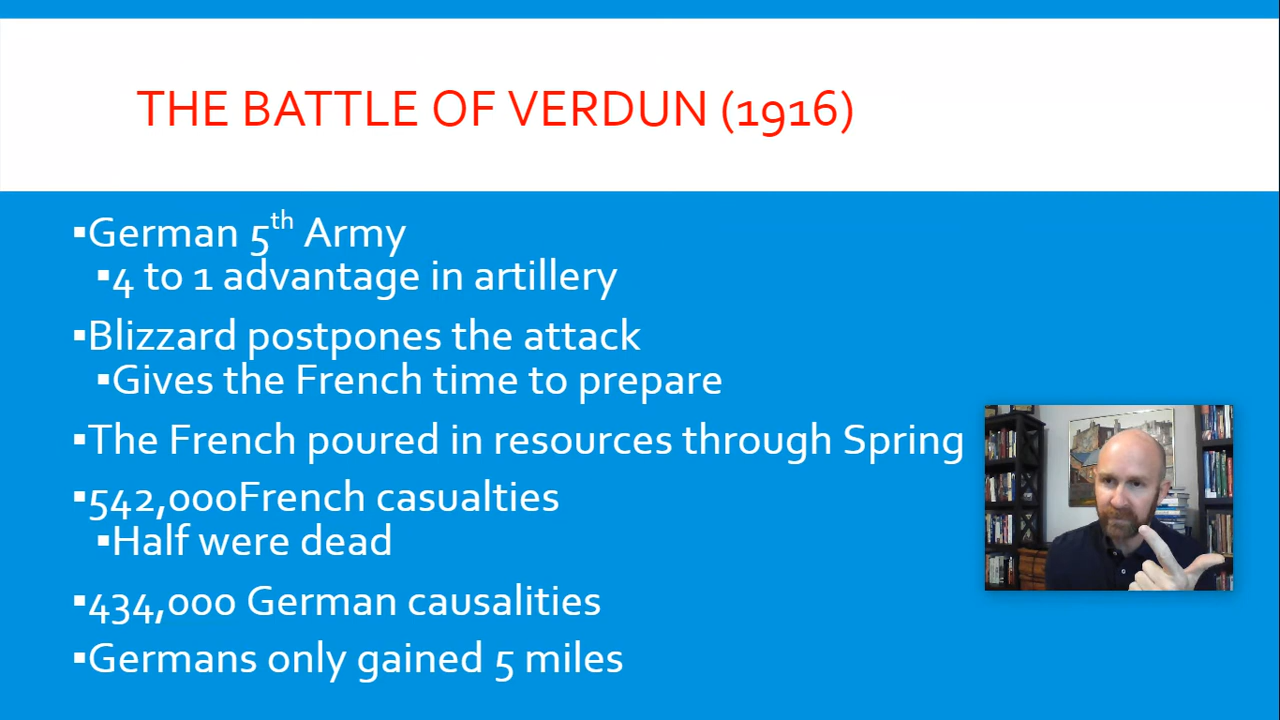 THE BATTLE OF VERDUN (1916)
▪German 5th Army
▪4 to 1 advantage in artillery
▪Blizzard postpones the attack
▪Gives the French time to prepare
▪The French poured in resources through Spring
▪542,000French casualties
▪Half were dead
▪434,000 German causalities
▪Germans only gained 5 miles